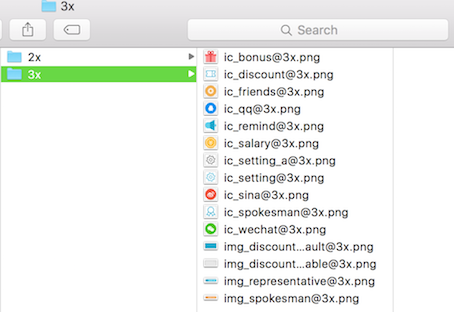 3x
Search
2x
3x
ic_bonus@3x.png
ic_discount@3x.png
ic_friends@3x.png
ic_qq@3x.png
ic_remind@3x.png
ic_salary@3x.png
ic_setting_a@3x.png
ic_setting@3x.png
ic_sina@3x.png
ic_spokesman@3x.png
ic_wechat@3x.png
img_discount...ault@3x.png
img_discount...able@3x.png
img_representative@3x.png
img_spokesman@3x.png